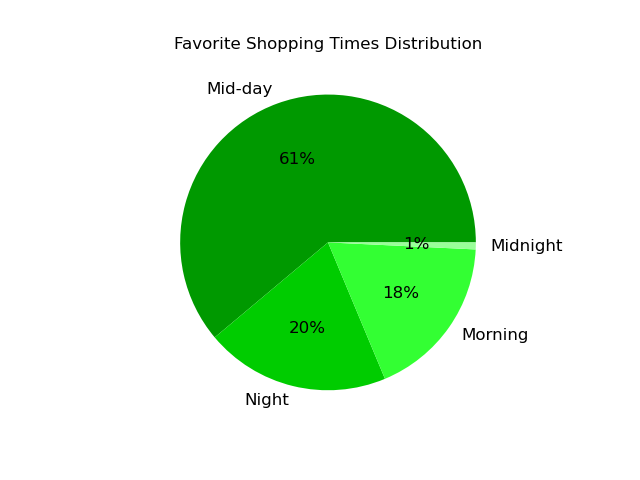 Favorite Shopping Times Distribution
Mid-day
61%
1%
Midnight
18%
20%
Morning
Night